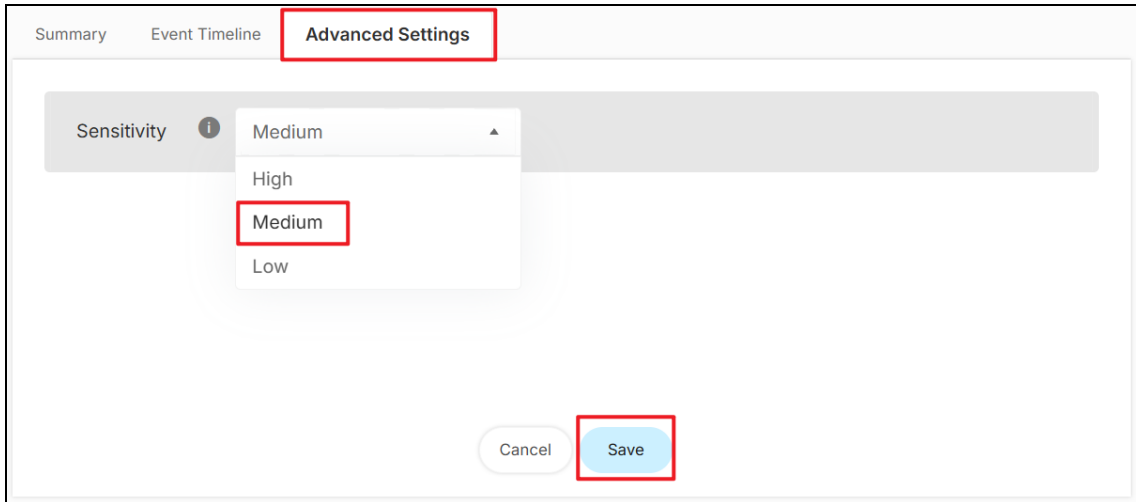 Summary Event Timeline Advanced Settings
Sensitivity i Medium
High
Medium
Low
Cancel Save